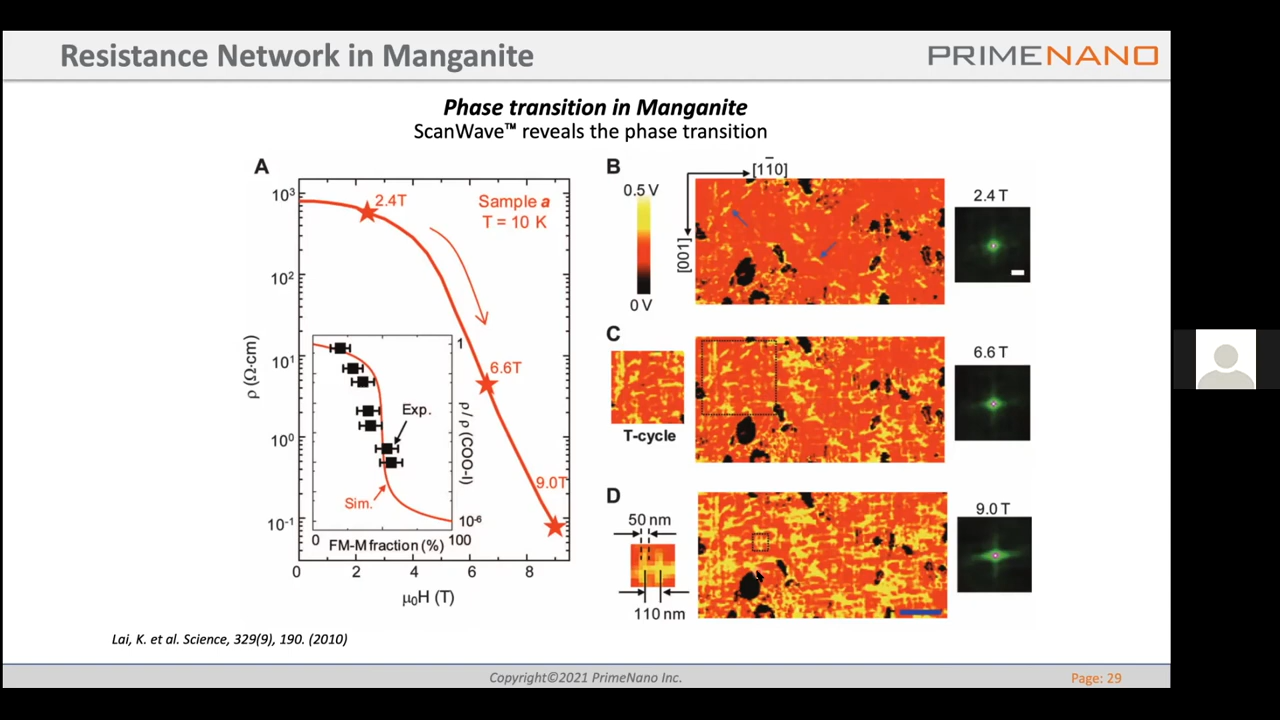 Resistance Network in Manganite
PRIMENANO
Phase transition in Manganite
ScanWave™ reveals the phase transition
A
10³
10²
10¹
10⁰
10⁻¹
ρ (Ω·cm)
2.4T
Sample a
T = 10 K
6.6T
9.0T
1
Exp.
Sim.
ρ / ρ (COO-I)
10⁻⁶
0
FM-M fraction (%)
100
0
2
4
6
8
μ₀H (T)
B
[11̄0]
[001]
0.5 V
0 V
2.4 T
C
T-cycle
6.6 T
D
50 nm
110 nm
9.0 T
Lai, K. et al. Science, 329(9), 190. (2010)
Copyright©2021 PrimeNano Inc.
Page: 29